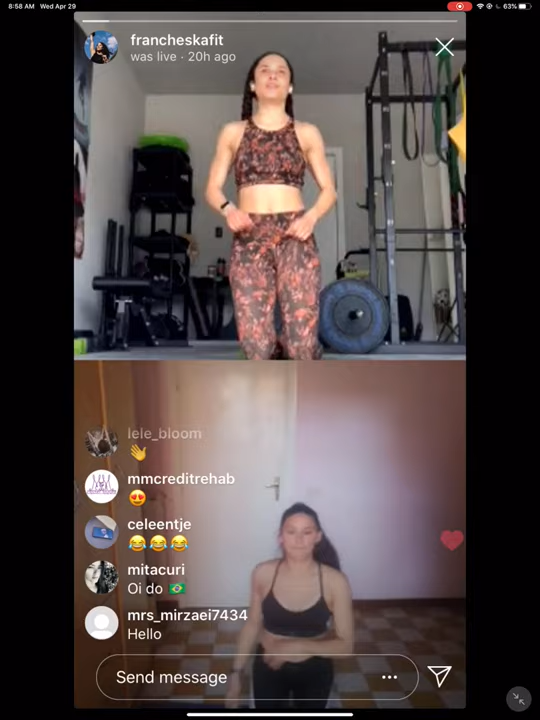 8:58 AM Wed Apr 29
63%
francheskafit
was live · 20h ago
lele_bloom
👋
mmcreditrehab
😍
celeentje
😂😂😂
mitacuri
Oi do 🇧🇷
mrs_mirzaei7434
Hello
Send message